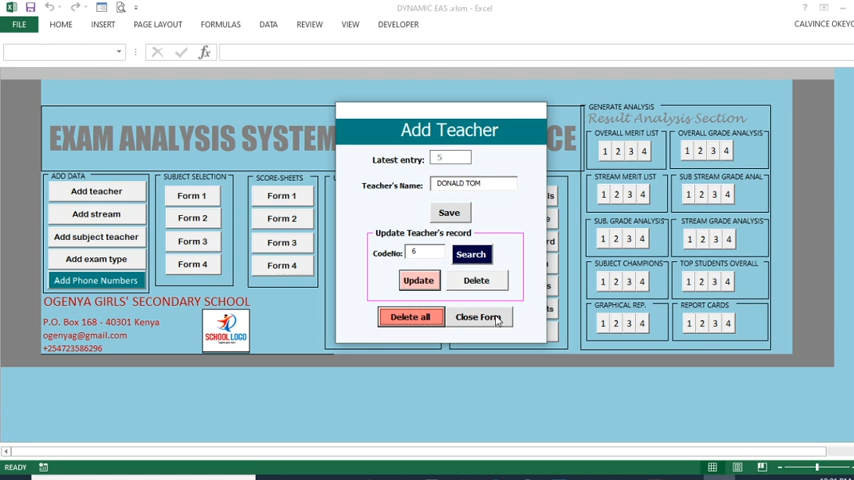 DYNAMIC EAS .xlsm - Excel
FILE HOME INSERT PAGE LAYOUT FORMULAS DATA REVIEW VIEW DEVELOPER CALVINCE OKEYO
fx
EXAM ANALYSIS SYSTEM
CE
ADD DATA
Add teacher
Add stream
Add subject teacher
Add exam type
Add Phone Numbers
SUBJECT SELECTION
Form 1
Form 2
Form 3
Form 4
SCORE-SHEETS
Form 1
Form 2
Form 3
Form 4
OGENYA GIRLS' SECONDARY SCHOOL
P.O. Box 168 - 40301 Kenya
ogenyag@gmail.com
+254723586296
SCHOOL LOGO
Add Teacher
Latest entry: 5
Teacher's Name: DONALD TOM
Save
Update Teacher's record
CodeNo: 6 Search
Update Delete
Delete all Close Form
GENERATE ANALYSIS
Result Analysis Section
OVERALL MERIT LIST OVERALL GRADE ANALYSIS
1 2 3 4 1 2 3 4
STREAM MERIT LIST SUB STREAM GRADE ANAL
1 2 3 4 1 2 3 4
SUB. GRADE ANALYSIS STREAM GRADE ANALYSIS
1 2 3 4 1 2 3 4
SUBJECT CHAMPIONS TOP STUDENTS OVERALL
1 2 3 4 1 2 3 4
GRAPHICAL REP. REPORT CARDS
1 2 3 4 1 2 3 4
READY